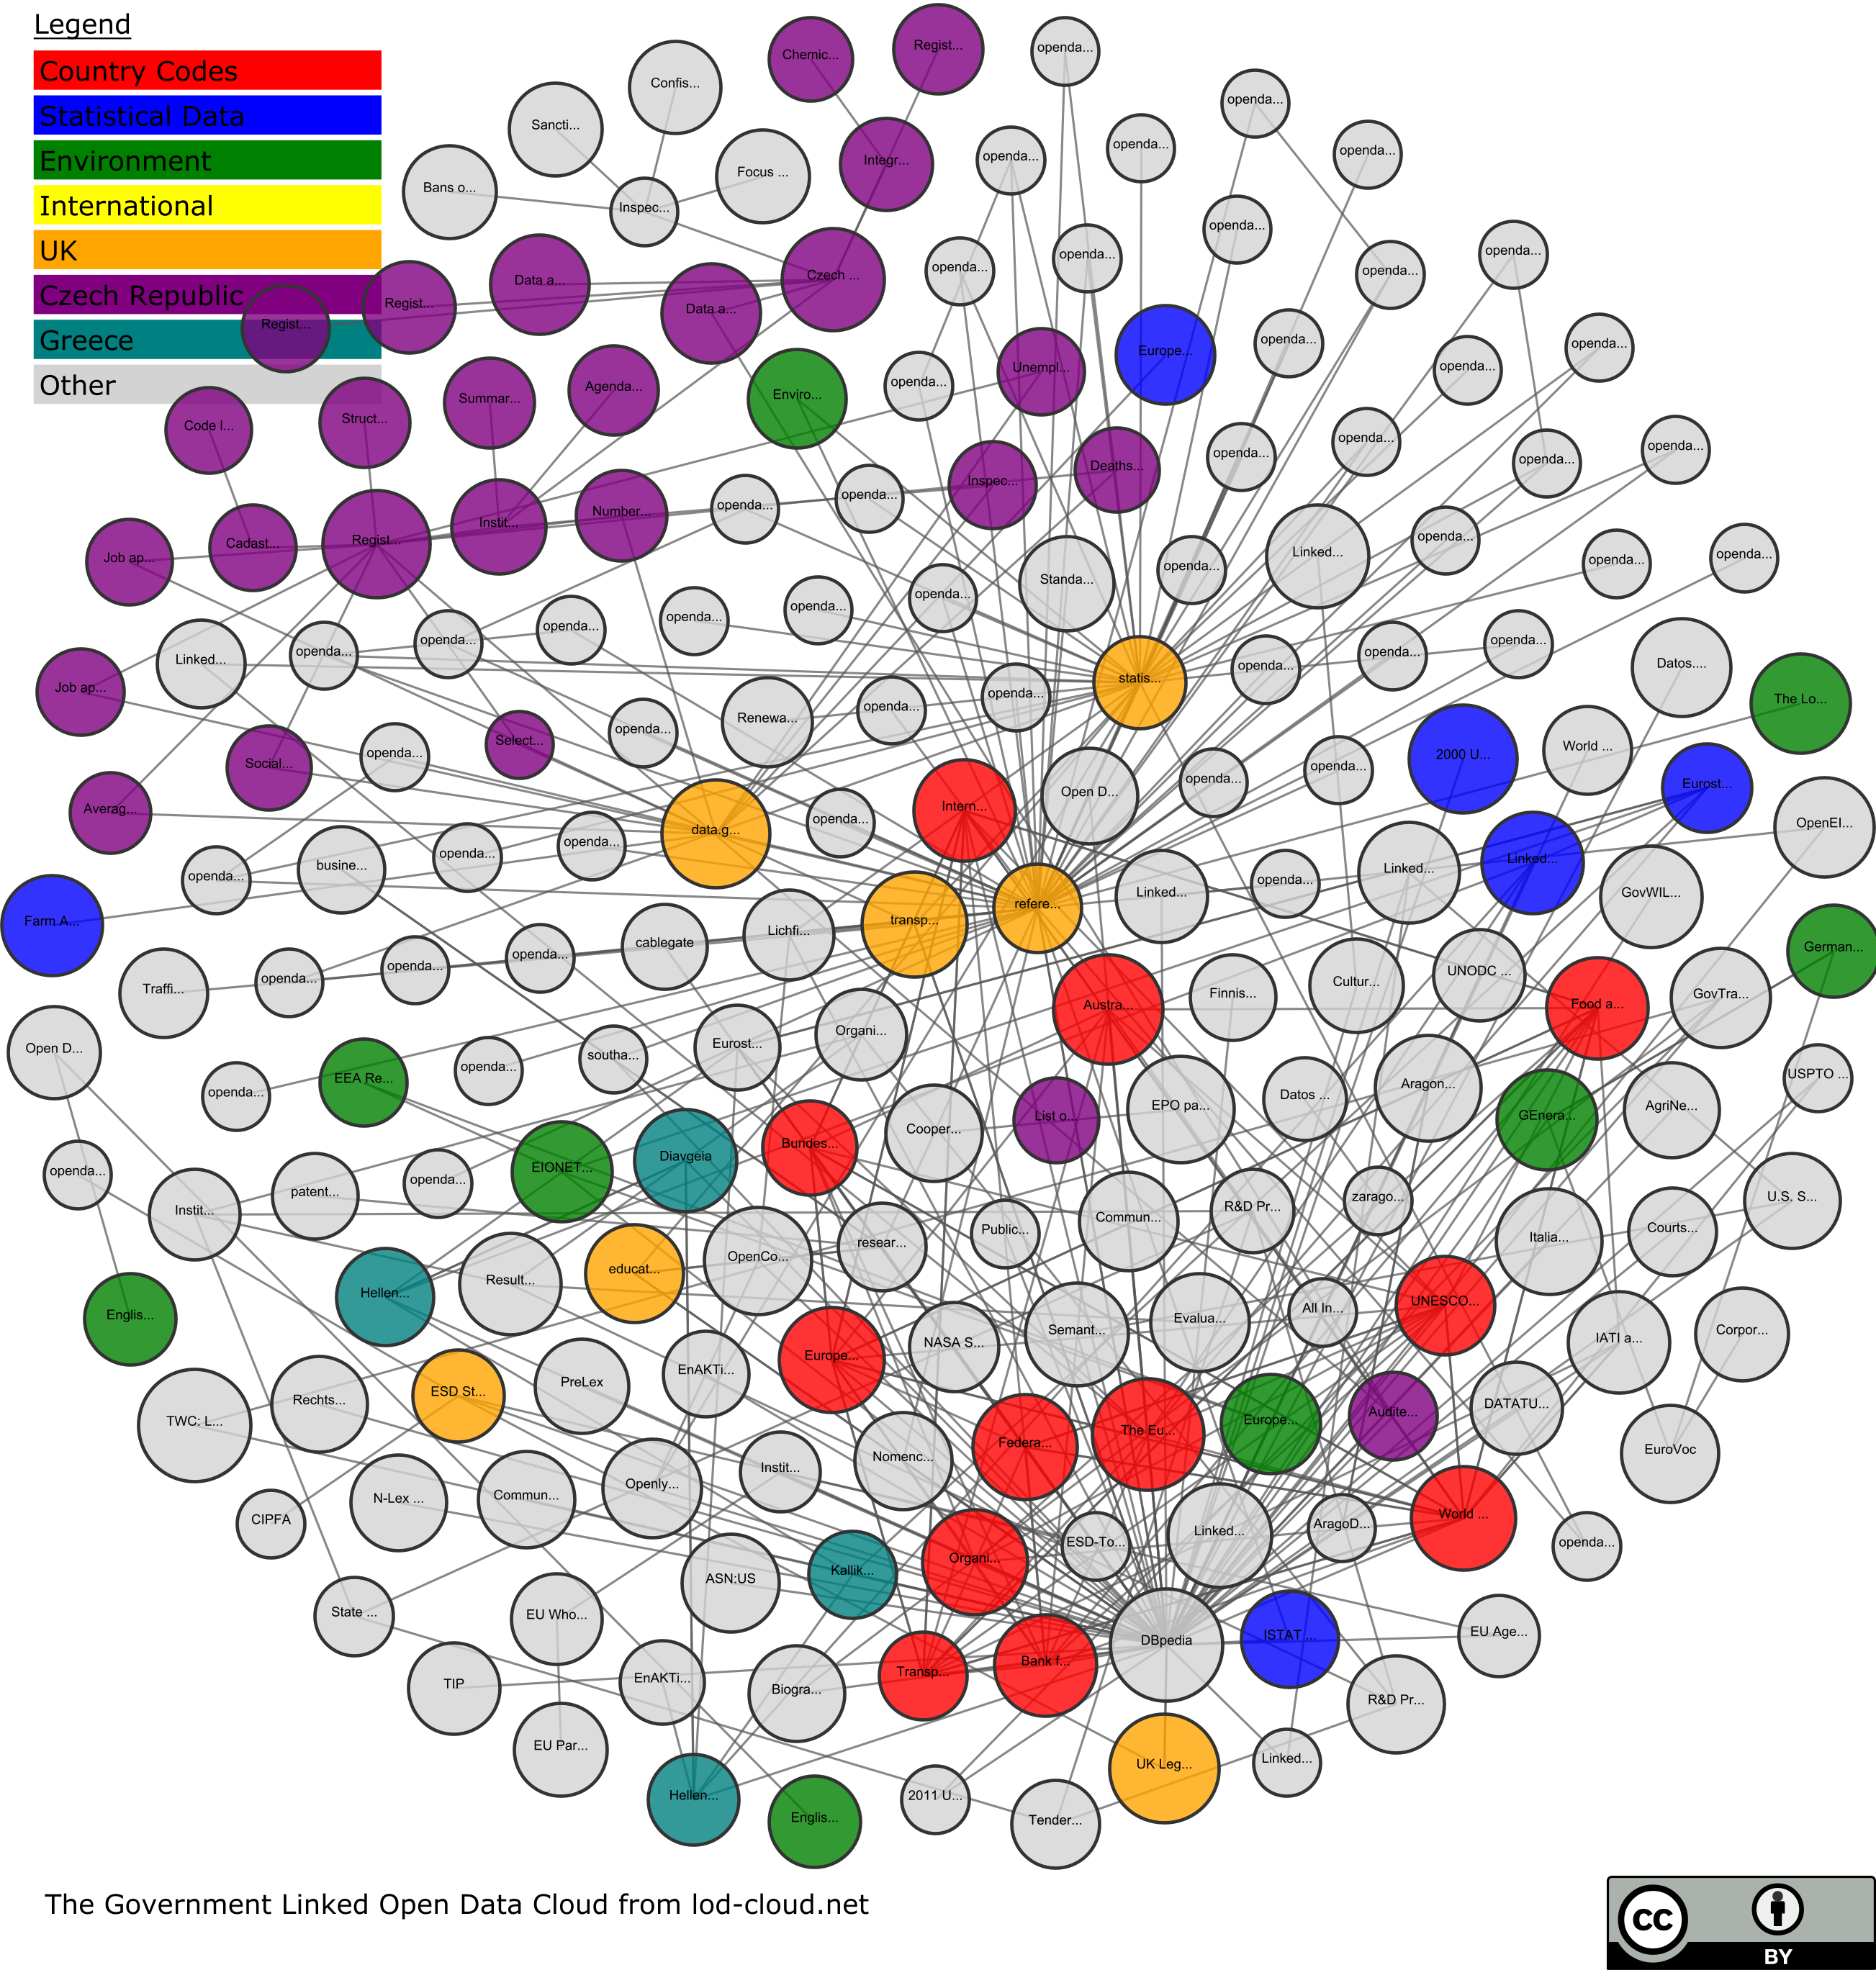 Legend
Country Codes
Statistical Data
Environment
International
UK
Czech Republic
Greece
Other
Chemic...
Regist...
openda...
Confis...
openda...
Sancti...
Integr...
openda...
openda...
openda...
Focus ...
Bans o...
Inspec...
openda...
openda...
openda...
openda...
openda...
Czech ...
Data a...
Data a...
Regist...
Regist...
openda...
openda...
Europe...
Unempl...
openda...
openda...
Enviro...
Agenda...
Summar...
Struct...
Code l...
openda...
openda...
openda...
openda...
Deaths...
Inspec...
openda...
openda...
Number...
Instit...
Regist...
Cadast...
Job ap...
openda...
Linked...
openda...
openda...
openda...
Standa...
openda...
openda...
openda...
openda...
openda...
openda...
Linked...
openda...
openda...
openda...
Datos....
statis...
Job ap...
openda...
The Lo...
openda...
Renewa...
openda...
Select...
World ...
2000 U...
Social...
openda...
openda...
openda...
Eurost...
Open D...
Intern...
Averag...
openda...
data.g...
OpenEI...
openda...
openda...
busine...
openda...
Linked...
Linked...
openda...
Linked...
GovWIL...
refere...
transp...
Farm A...
Lichfi...
cablegate
German...
openda...
openda...
openda...
Traffi...
UNODC ...
Cultur...
Finnis...
Austra...
Food a...
GovTra...
Organi...
Eurost...
southa...
openda...
EEA Re...
Open D...
openda...
USPTO ...
Aragon...
Datos ...
EPO pa...
List o...
AgriNe...
GEnera...
Cooper...
Bundes...
Diavgeia
EIONET...
openda...
patent...
openda...
Instit...
zarago...
R&D Pr...
Commun...
Public...
U.S. S...
Courts...
Italia...
resear...
OpenCo...
educat...
Result...
Hellen...
Englis...
UNESCO...
All In...
Evalua...
Semant...
NASA S...
Europe...
IATI a...
Corpor...
EnAKTi...
PreLex
ESD St...
Rechts...
TWC: L...
DATATU...
Audite...
Europe...
The Eu...
Federa...
EuroVoc
Nomenc...
Instit...
Openly...
Commun...
N-Lex ...
CIPFA
World ...
AragoD...
Linked...
ESD-To...
openda...
Organi...
Kallik...
ASN:US
EU Who...
State ...
DBpedia
ISTAT ...
EU Age...
Bank f...
Transp...
Biogra...
EnAKTi...
TIP
R&D Pr...
EU Par...
UK Leg...
Linked...
Hellen...
Englis...
2011 U...
Tender...
The Government Linked Open Data Cloud from lod-cloud.net
cc
BY